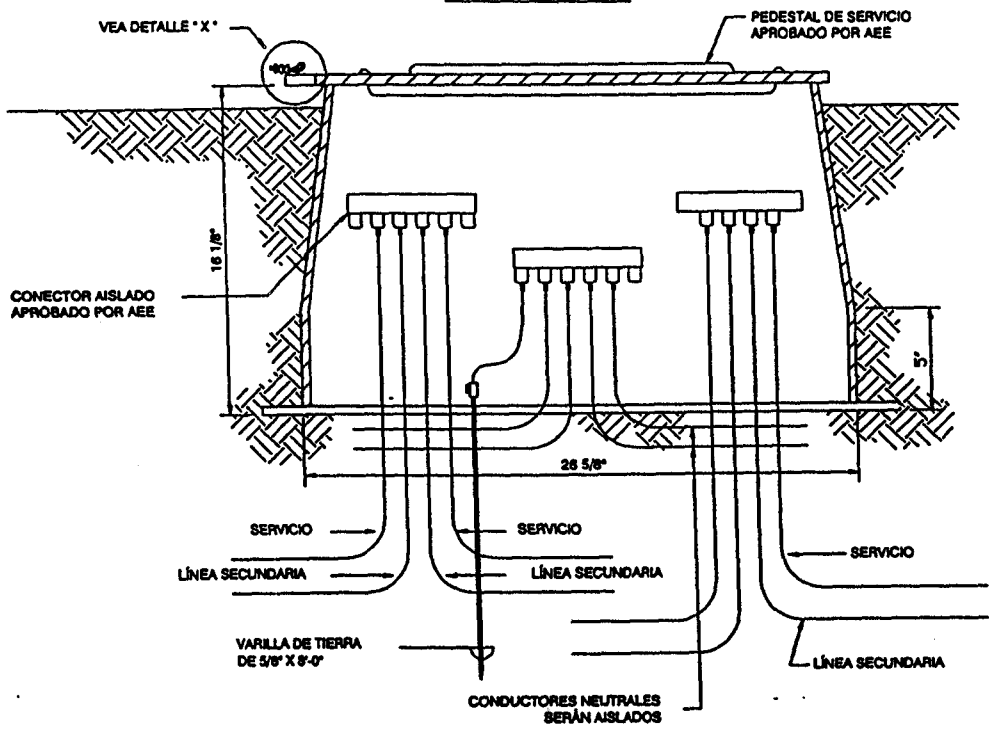 VEA DETALLE "X"
PEDESTAL DE SERVICIO
APROBADO POR AEE
16 1/8"
CONECTOR AISLADO
APROBADO POR AEE
5"
26 5/8"
SERVICIO
SERVICIO
SERVICIO
LÍNEA SECUNDARIA
LÍNEA SECUNDARIA
VARILLA DE TIERRA
DE 5/8" X 8'-0"
LÍNEA SECUNDARIA
CONDUCTORES NEUTRALES
SERÁN AISLADOS